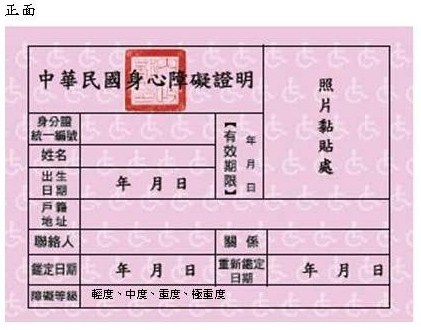 正面
中華民國身心障礙證明
照片黏貼處
身分證
統一編號
【有效期限】
年 月 日
姓名
出生
日期
年 月 日
戶籍
地址
聯絡人
關係
鑑定日期
年 月 日
重新鑑定
日期
年 月 日
障礙等級
輕度、中度、重度、極重度